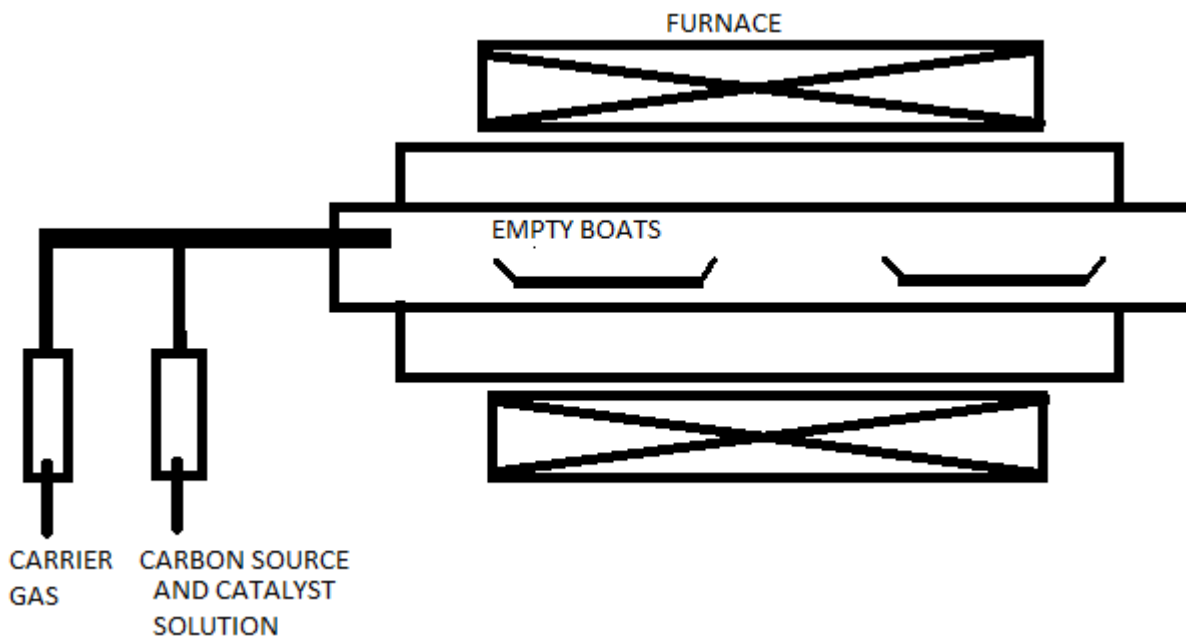 FURNACE
EMPTY BOATS
CARRIER
GAS
CARBON SOURCE
AND CATALYST
SOLUTION